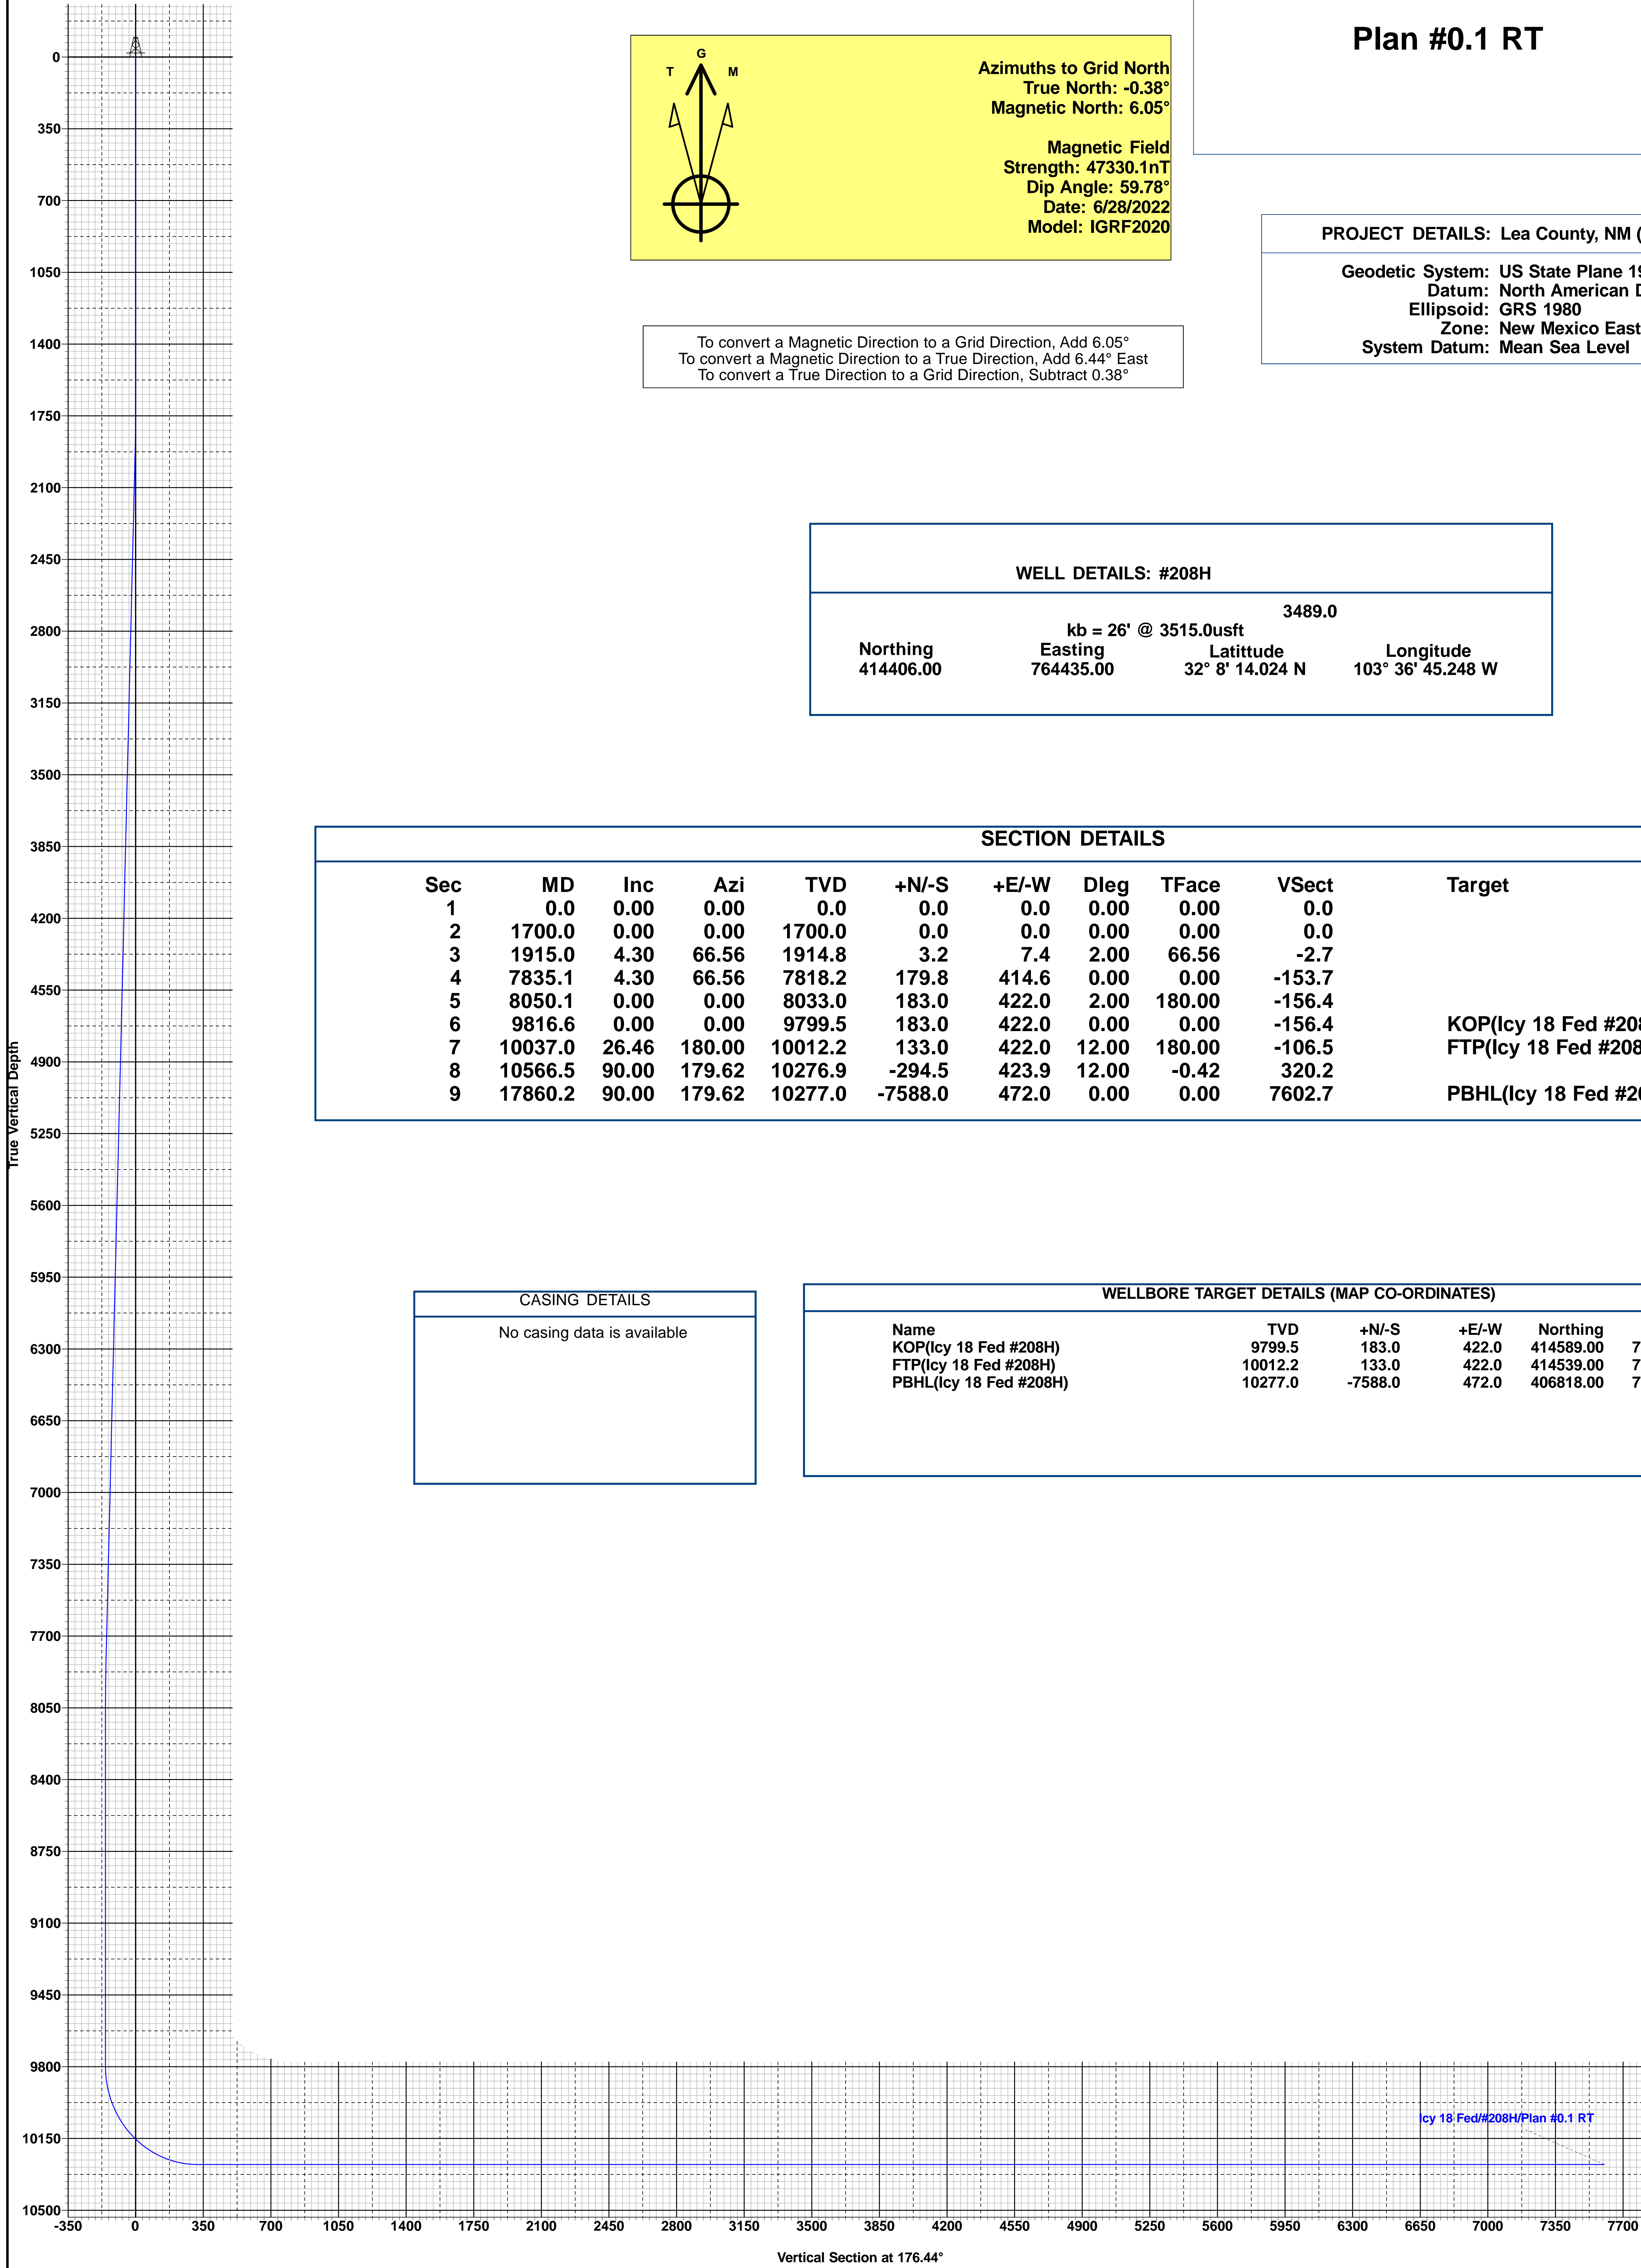 Plan #0.1 RT
G
T M
Azimuths to Grid North
True North: -0.38°
Magnetic North: 6.05°
Magnetic Field
Strength: 47330.1nT
Dip Angle: 59.78°
Date: 6/28/2022
Model: IGRF2020
PROJECT DETAILS: Lea County, NM (
Geodetic System: US State Plane 19
Datum: North American D
Ellipsoid: GRS 1980
Zone: New Mexico East
System Datum: Mean Sea Level
To convert a Magnetic Direction to a Grid Direction, Add 6.05°
To convert a Magnetic Direction to a True Direction, Add 6.44° East
To convert a True Direction to a Grid Direction, Subtract 0.38°
WELL DETAILS: #208H
3489.0
kb = 26' @ 3515.0usft
Northing Easting Latittude Longitude
414406.00 764435.00 32° 8' 14.024 N 103° 36' 45.248 W
SECTION DETAILS
Sec MD Inc Azi TVD +N/-S +E/-W Dleg TFace VSect Target
1 0.0 0.00 0.00 0.0 0.0 0.0 0.00 0.00 0.0
2 1700.0 0.00 0.00 1700.0 0.0 0.0 0.00 0.00 0.0
3 1915.0 4.30 66.56 1914.8 3.2 7.4 2.00 66.56 -2.7
4 7835.1 4.30 66.56 7818.2 179.8 414.6 0.00 0.00 -153.7
5 8050.1 0.00 0.00 8033.0 183.0 422.0 2.00 180.00 -156.4
6 9816.6 0.00 0.00 9799.5 183.0 422.0 0.00 0.00 -156.4 KOP(Icy 18 Fed #208
7 10037.0 26.46 180.00 10012.2 133.0 422.0 12.00 180.00 -106.5 FTP(Icy 18 Fed #208
8 10566.5 90.00 179.62 10276.9 -294.5 423.9 12.00 -0.42 320.2
9 17860.2 90.00 179.62 10277.0 -7588.0 472.0 0.00 0.00 7602.7 PBHL(Icy 18 Fed #20
CASING DETAILS
No casing data is available
WELLBORE TARGET DETAILS (MAP CO-ORDINATES)
Name TVD +N/-S +E/-W Northing
KOP(Icy 18 Fed #208H) 9799.5 183.0 422.0 414589.00 7
FTP(Icy 18 Fed #208H) 10012.2 133.0 422.0 414539.00 7
PBHL(Icy 18 Fed #208H) 10277.0 -7588.0 472.0 406818.00 7
True Vertical Depth
0
350
700
1050
1400
1750
2100
2450
2800
3150
3500
3850
4200
4550
4900
5250
5600
5950
6300
6650
7000
7350
7700
8050
8400
8750
9100
9450
9800
10150
10500
Icy 18 Fed/#208H/Plan #0.1 RT
-350 0 350 700 1050 1400 1750 2100 2450 2800 3150 3500 3850 4200 4550 4900 5250 5600 5950 6300 6650 7000 7350 7700
Vertical Section at 176.44°